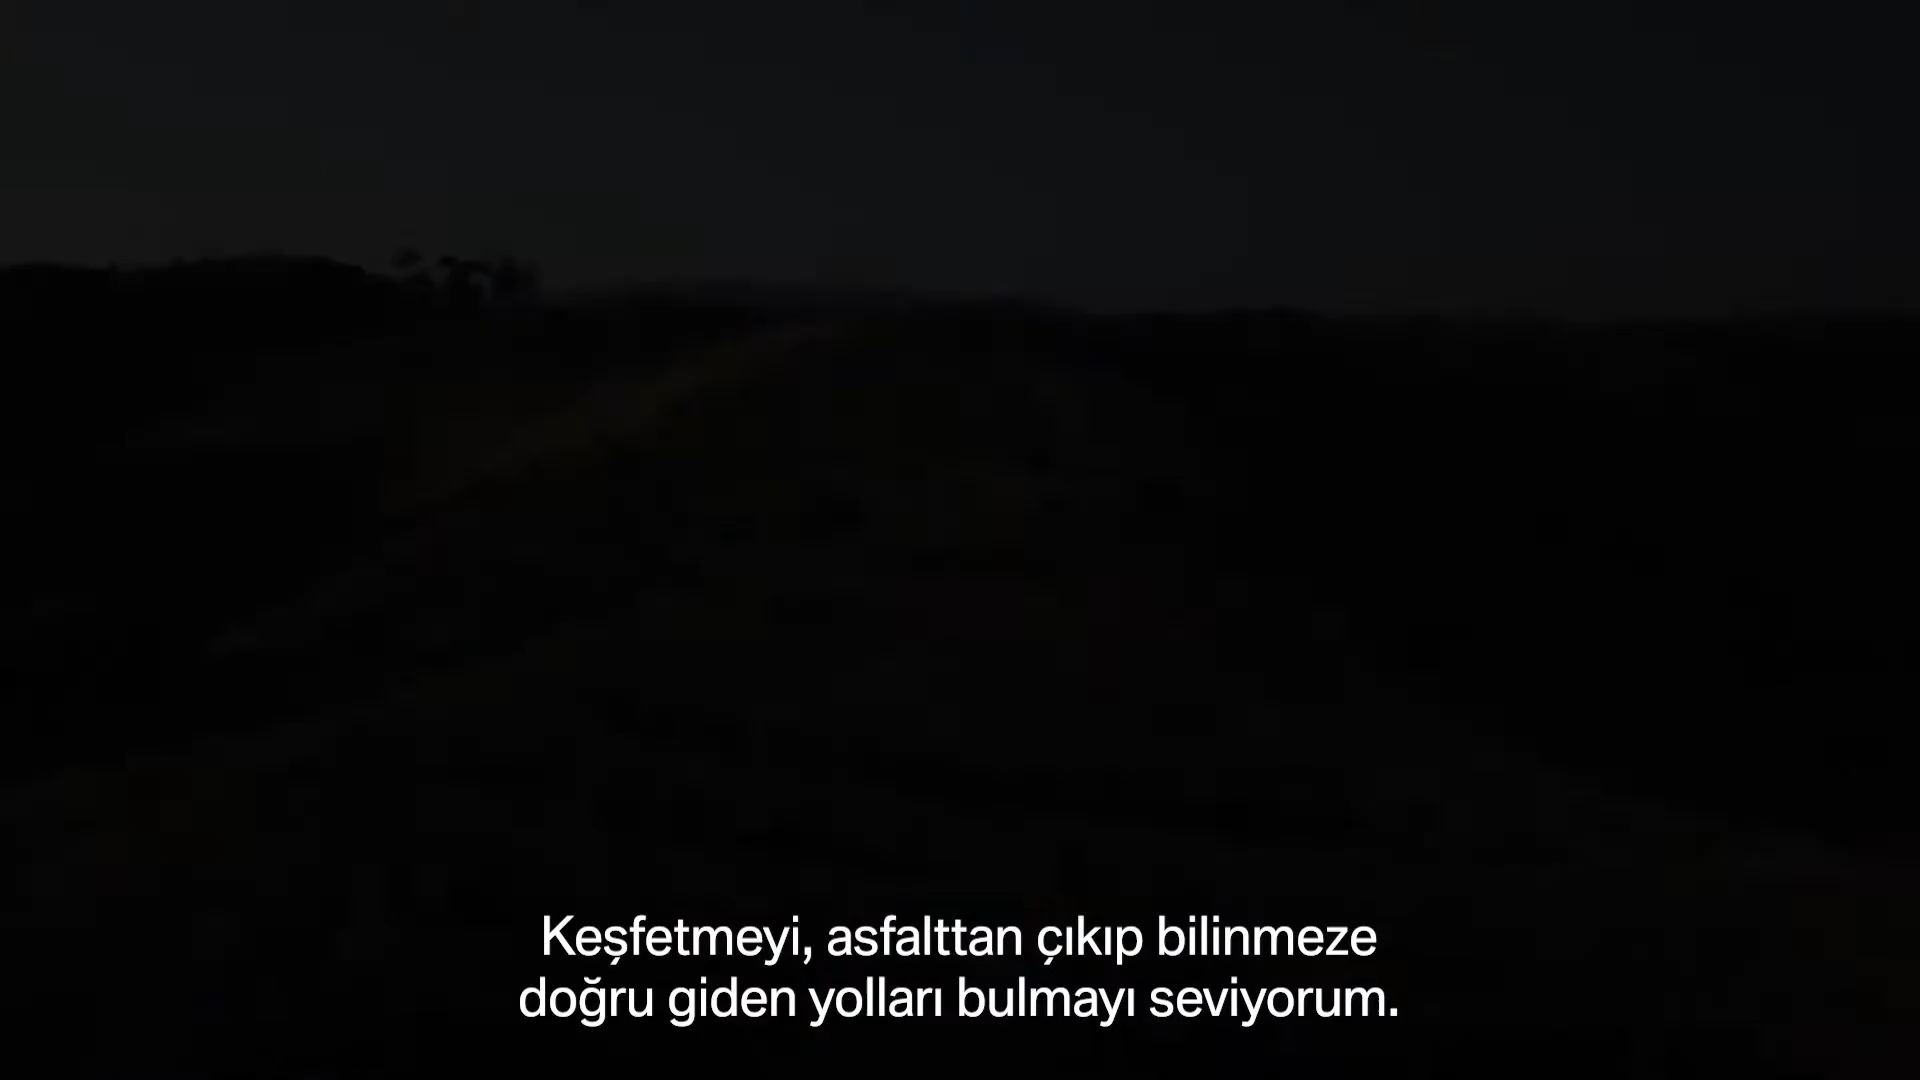 Keşfetmeyi, asfalttan çıkıp bilinmeze
doğru giden yolları bulmayı seviyorum.